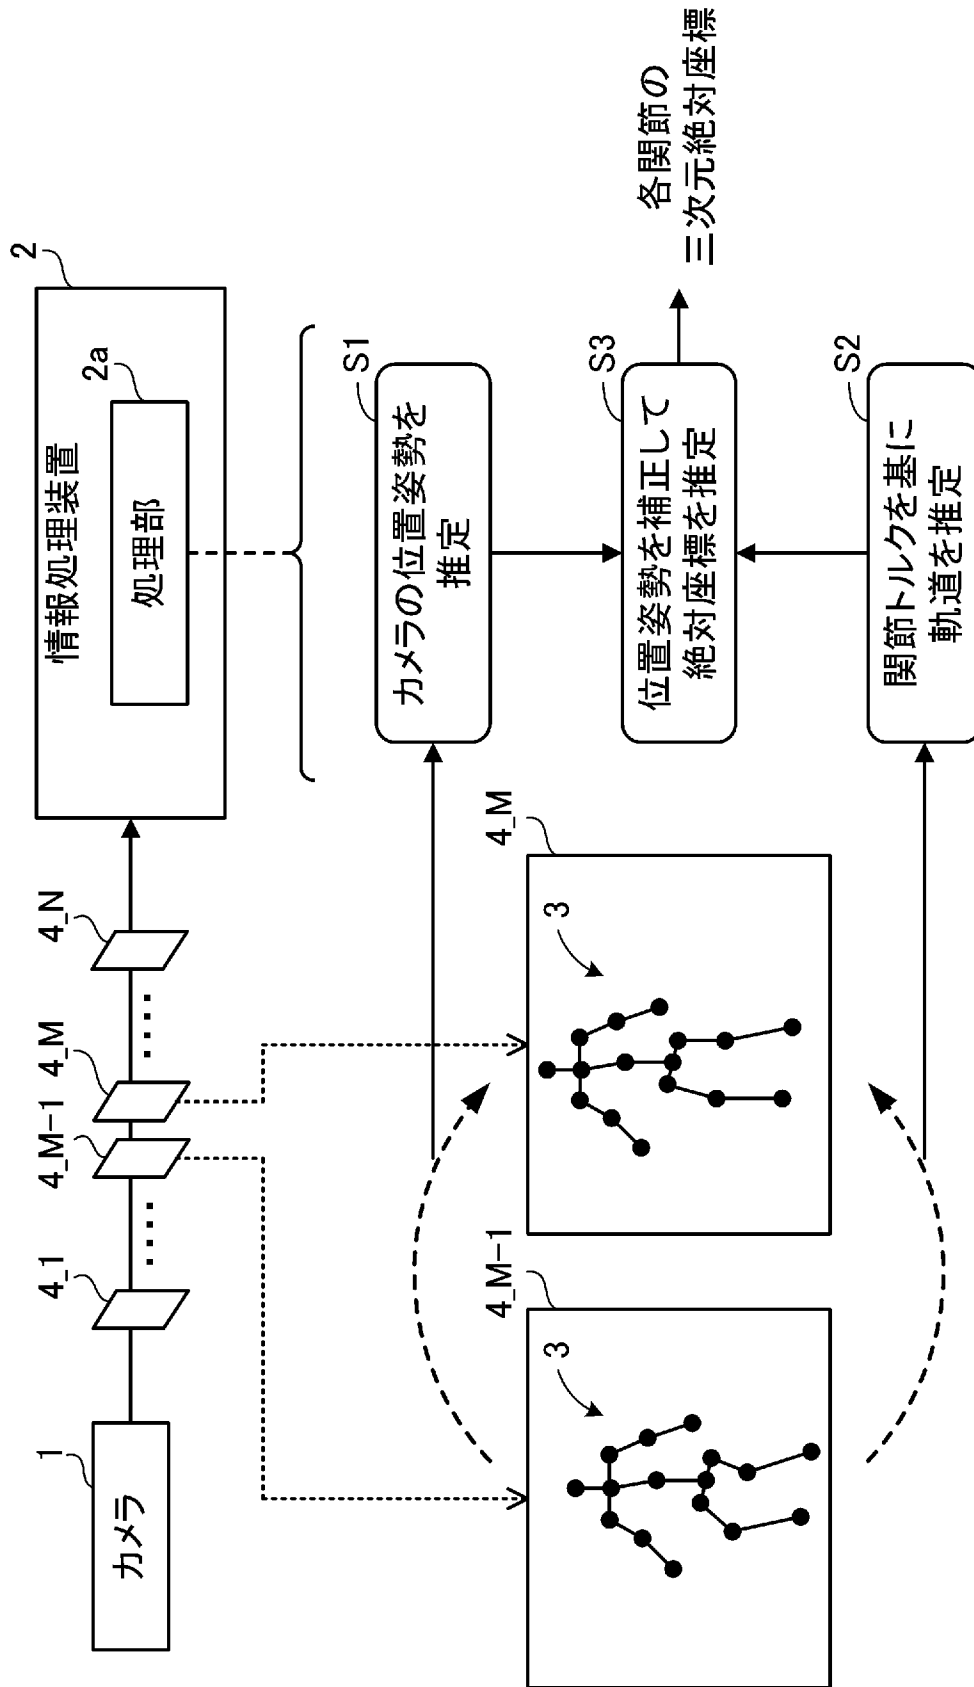 1
カメラ
4_1
4_M-1
4_M
4_N
2
情報処理装置
2a
処理部
4_M-1
3
4_M
3
S1
カメラの位置姿勢を
推定
S3
位置姿勢を補正して
絶対座標を推定
S2
関節トルクを基に
軌道を推定
各関節の
三次元絶対座標